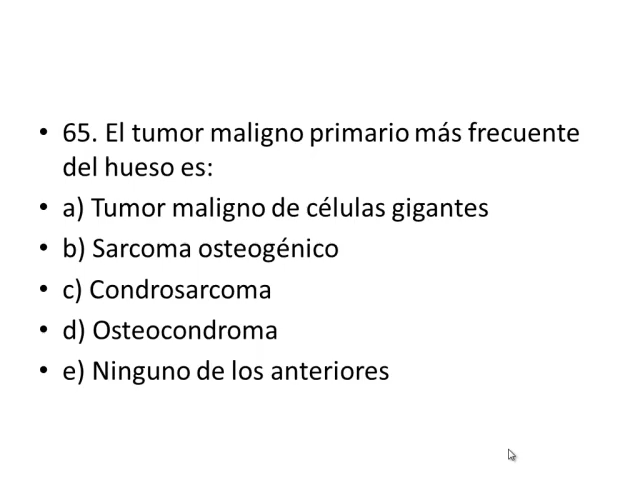 • 65. El tumor maligno primario más frecuente
del hueso es:
• a) Tumor maligno de células gigantes
• b) Sarcoma osteogénico
• c) Condrosarcoma
• d) Osteocondroma
• e) Ninguno de los anteriores